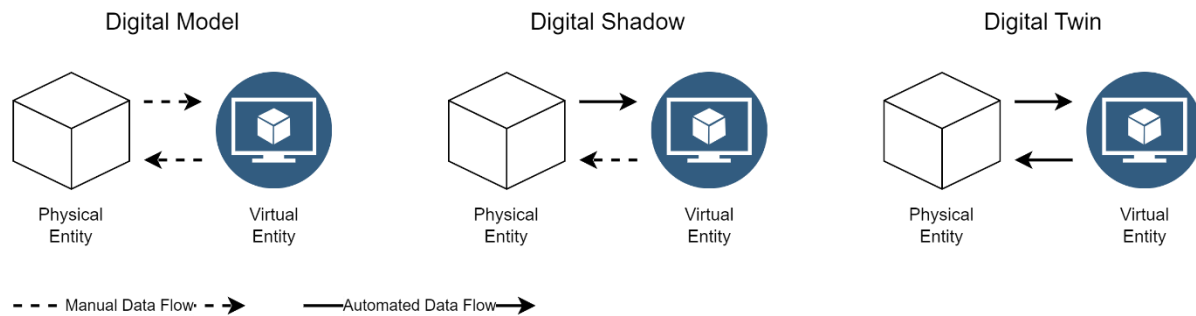 Digital Model
Digital Shadow
Digital Twin
Physical
Entity
Virtual
Entity
Physical
Entity
Virtual
Entity
Physical
Entity
Virtual
Entity
Manual Data Flow
Automated Data Flow